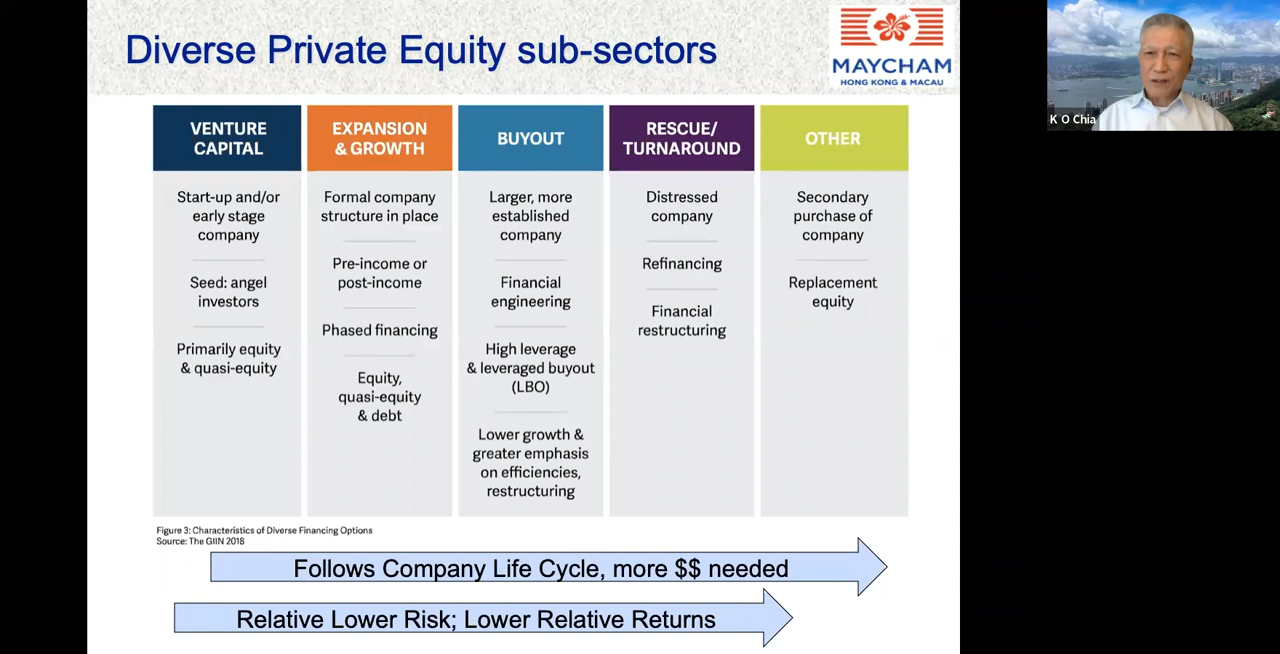 Diverse Private Equity sub-sectors
MAYCHAM
HONG KONG & MACAU
K O Chia
VENTURE
CAPITAL
Start-up and/or
early stage
company
Seed: angel
investors
Primarily equity
& quasi-equity
EXPANSION
& GROWTH
Formal company
structure in place
Pre-income or
post-income
Phased financing
Equity,
quasi-equity
& debt
BUYOUT
Larger, more
established
company
Financial
engineering
High leverage
& leveraged buyout
(LBO)
Lower growth &
greater emphasis
on efficiencies,
restructuring
RESCUE/
TURNAROUND
Distressed
company
Refinancing
Financial
restructuring
OTHER
Secondary
purchase of
company
Replacement
equity
Figure 3: Characteristics of Diverse Financing Options
Source: The GIIN 2018
Follows Company Life Cycle, more $$ needed
Relative Lower Risk; Lower Relative Returns